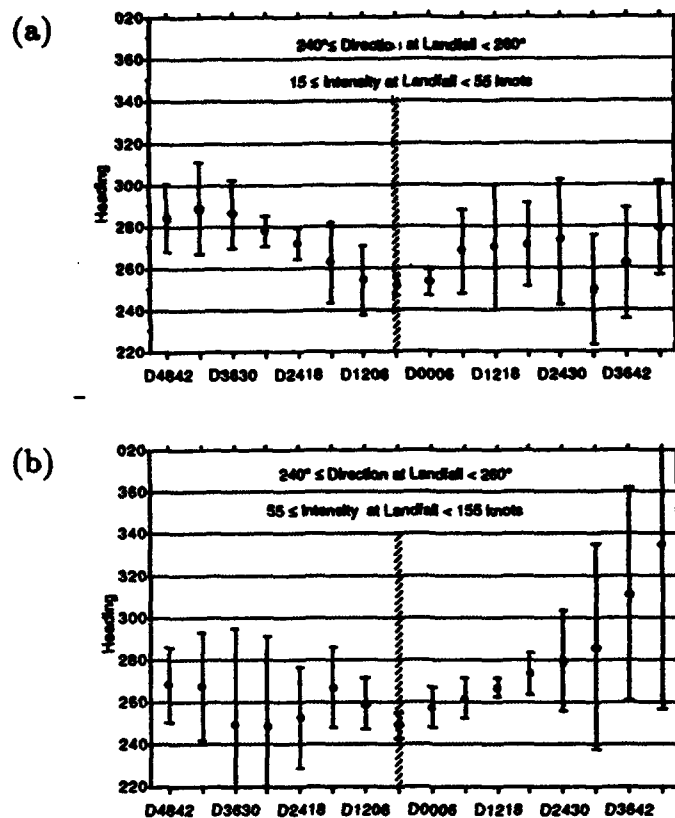 (a)
020
360
340
320
300
280
260
240
220
Heading
240°≤ Direction at Landfall < 260°
15 ≤ Intensity at Landfall < 55 knots
D4842 D3630 D2418 D1206 D0006 D1218 D2430 D3642
(b)
020
360
340
320
300
280
260
240
220
Heading
240° ≤ Direction at Landfall < 260°
55 ≤ Intensity at Landfall < 155 knots
D4842 D3630 D2418 D1206 D0006 D1218 D2430 D3642